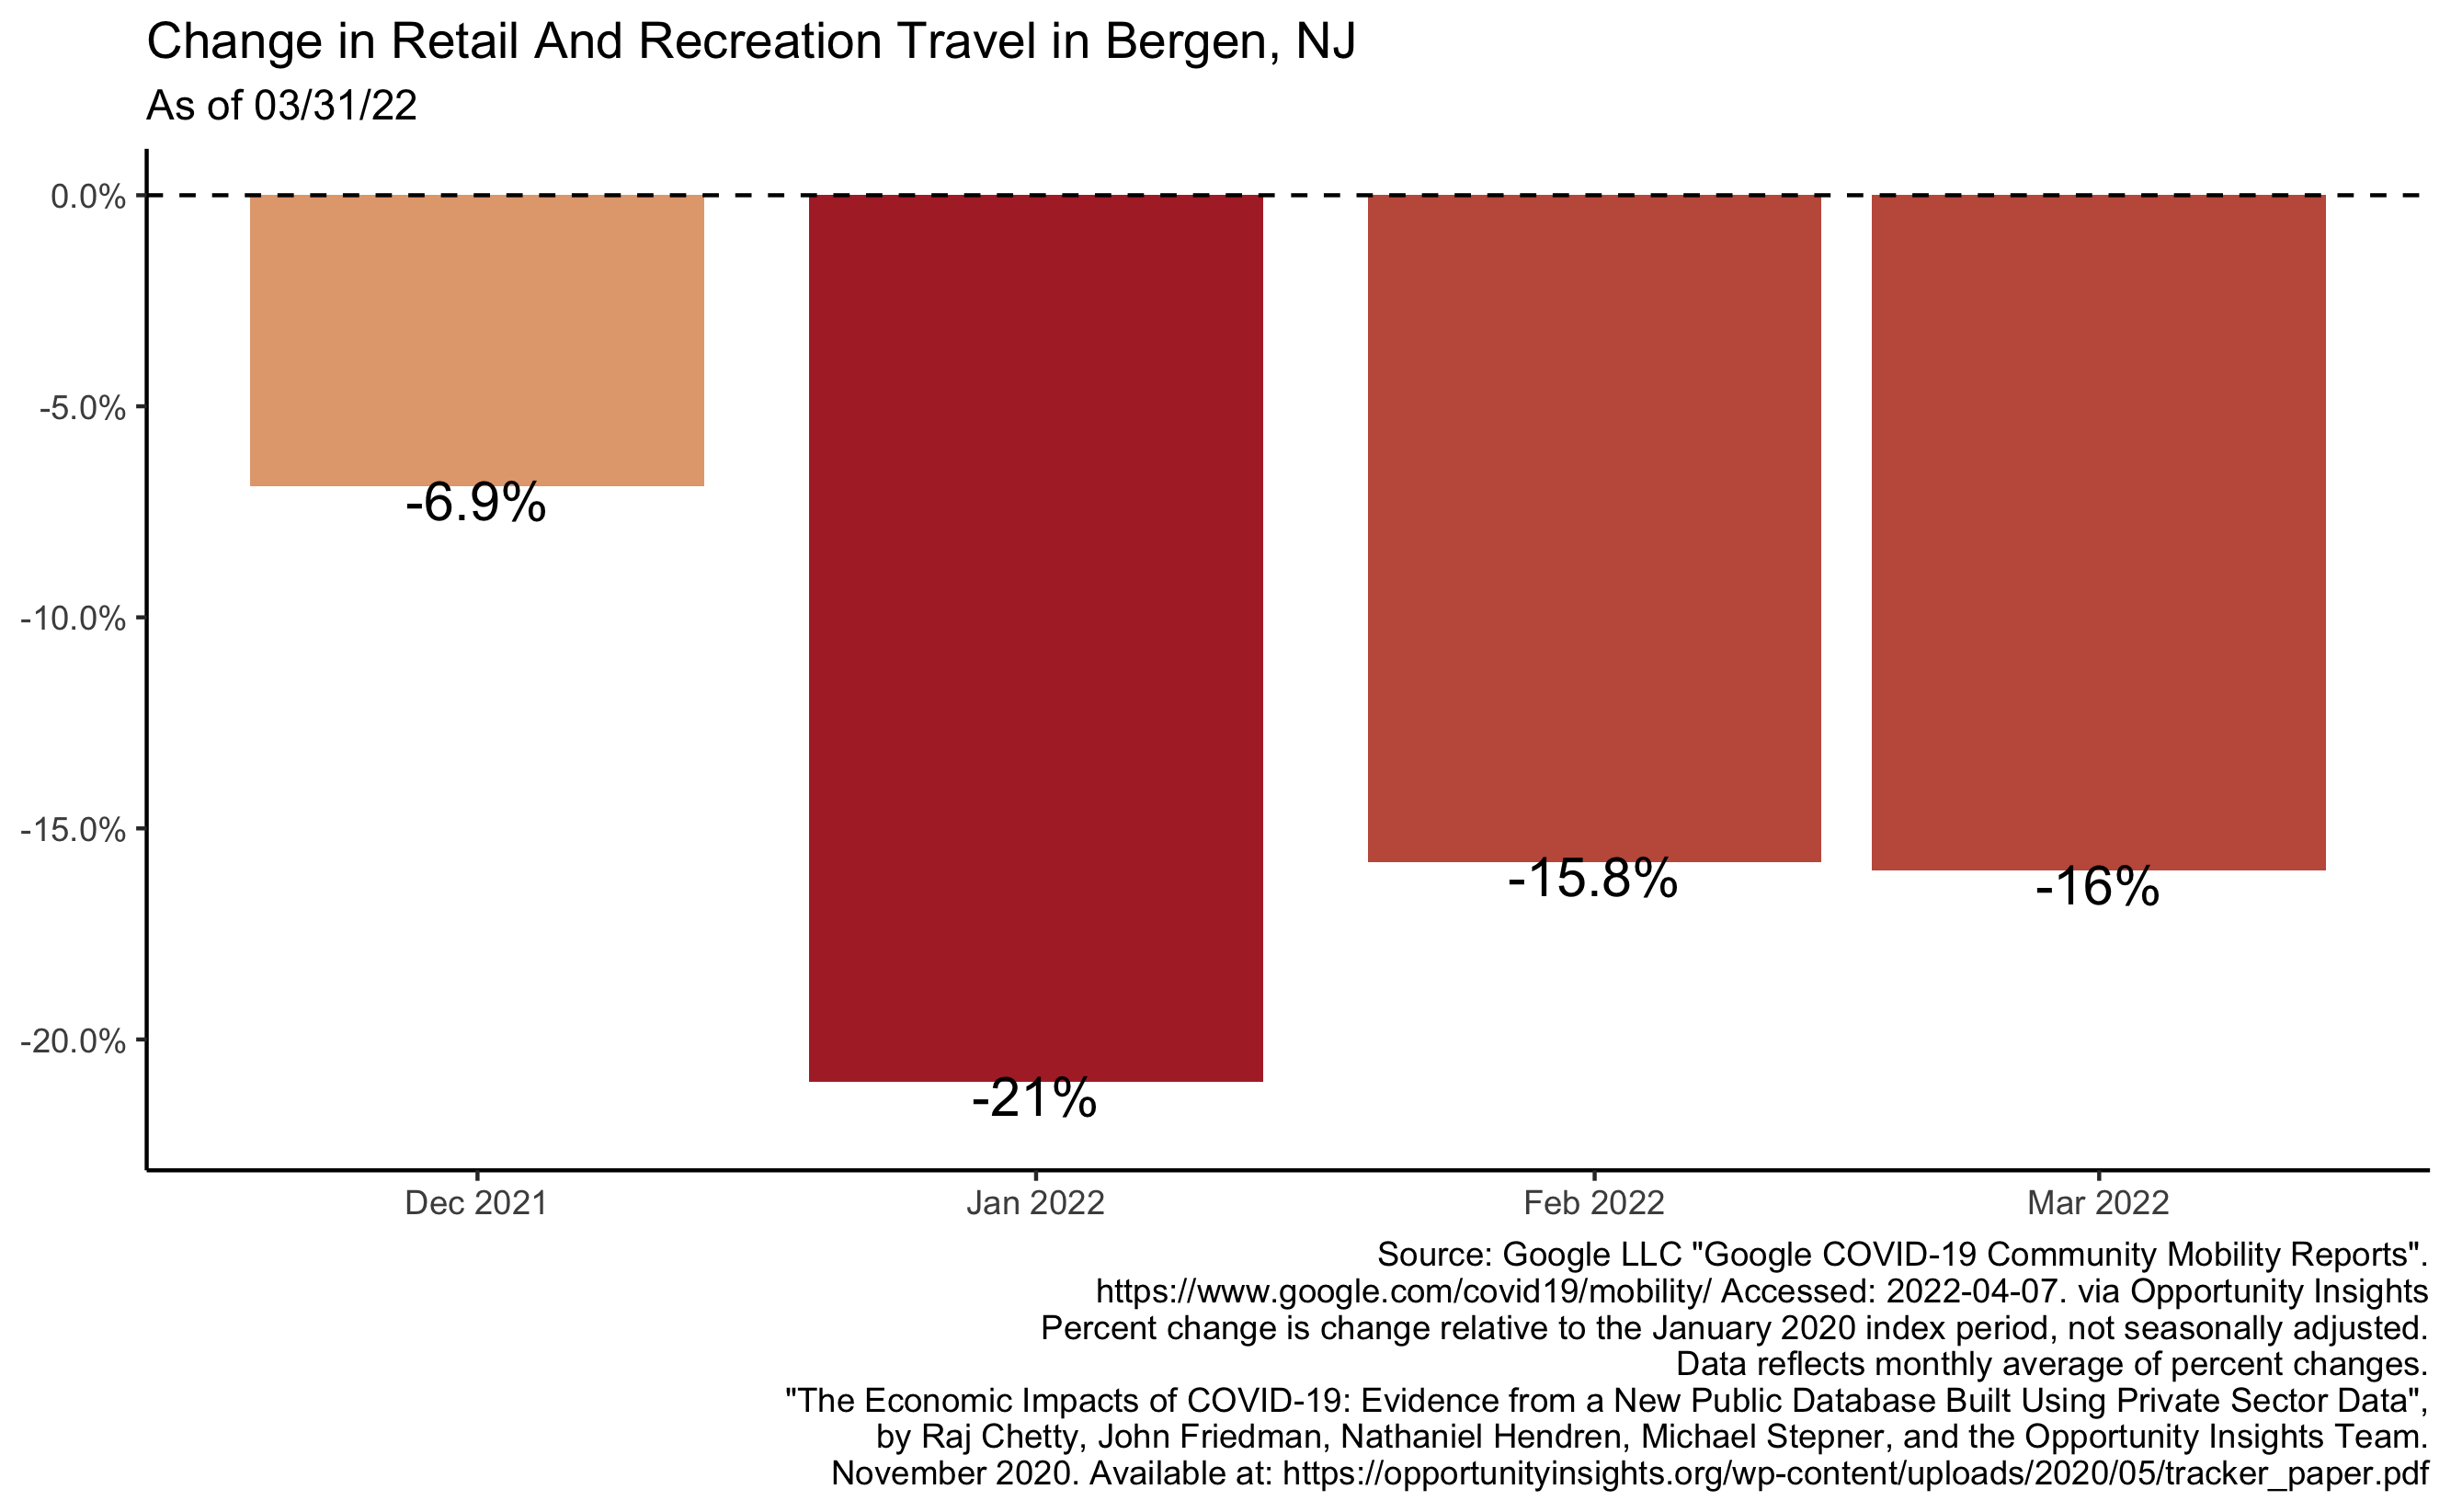 Change in Retail And Recreation Travel in Bergen, NJ
As of 03/31/22
0.0%
-5.0%
-10.0%
-15.0%
-20.0%
-6.9%
-21%
-15.8%
-16%
Dec 2021
Jan 2022
Feb 2022
Mar 2022
Source: Google LLC "Google COVID-19 Community Mobility Reports".
https://www.google.com/covid19/mobility/ Accessed: 2022-04-07. via Opportunity Insights
Percent change is change relative to the January 2020 index period, not seasonally adjusted.
Data reflects monthly average of percent changes.
"The Economic Impacts of COVID-19: Evidence from a New Public Database Built Using Private Sector Data",
by Raj Chetty, John Friedman, Nathaniel Hendren, Michael Stepner, and the Opportunity Insights Team.
November 2020. Available at: https://opportunityinsights.org/wp-content/uploads/2020/05/tracker_paper.pdf